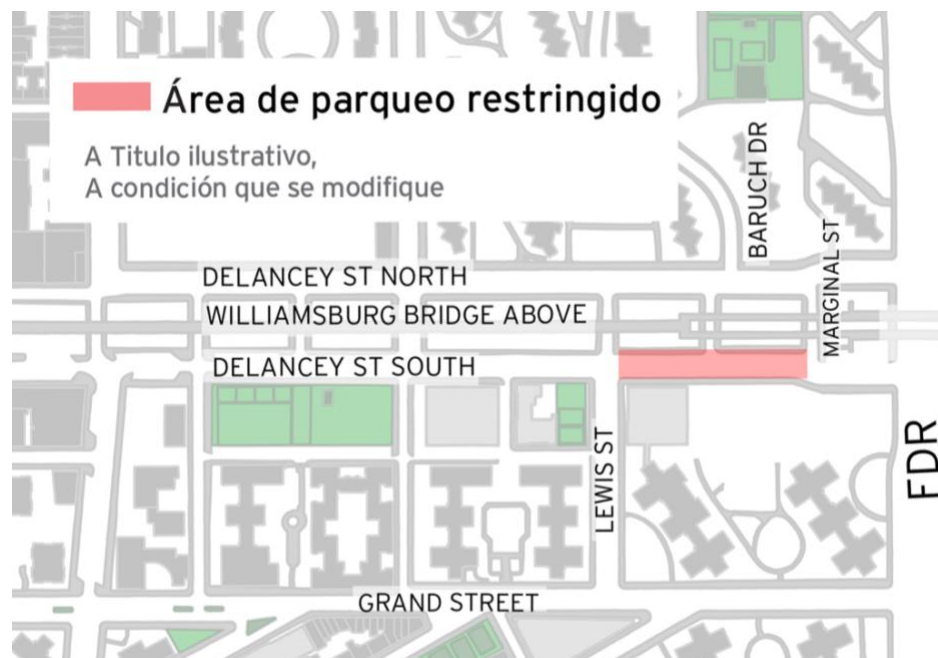 Área de parqueo restringido
A Titulo ilustrativo,
A condición que se modifique
BARUCH DR
MARGINAL ST
DELANCEY ST NORTH
WILLIAMSBURG BRIDGE ABOVE
DELANCEY ST SOUTH
LEWIS ST
FDR
GRAND STREET